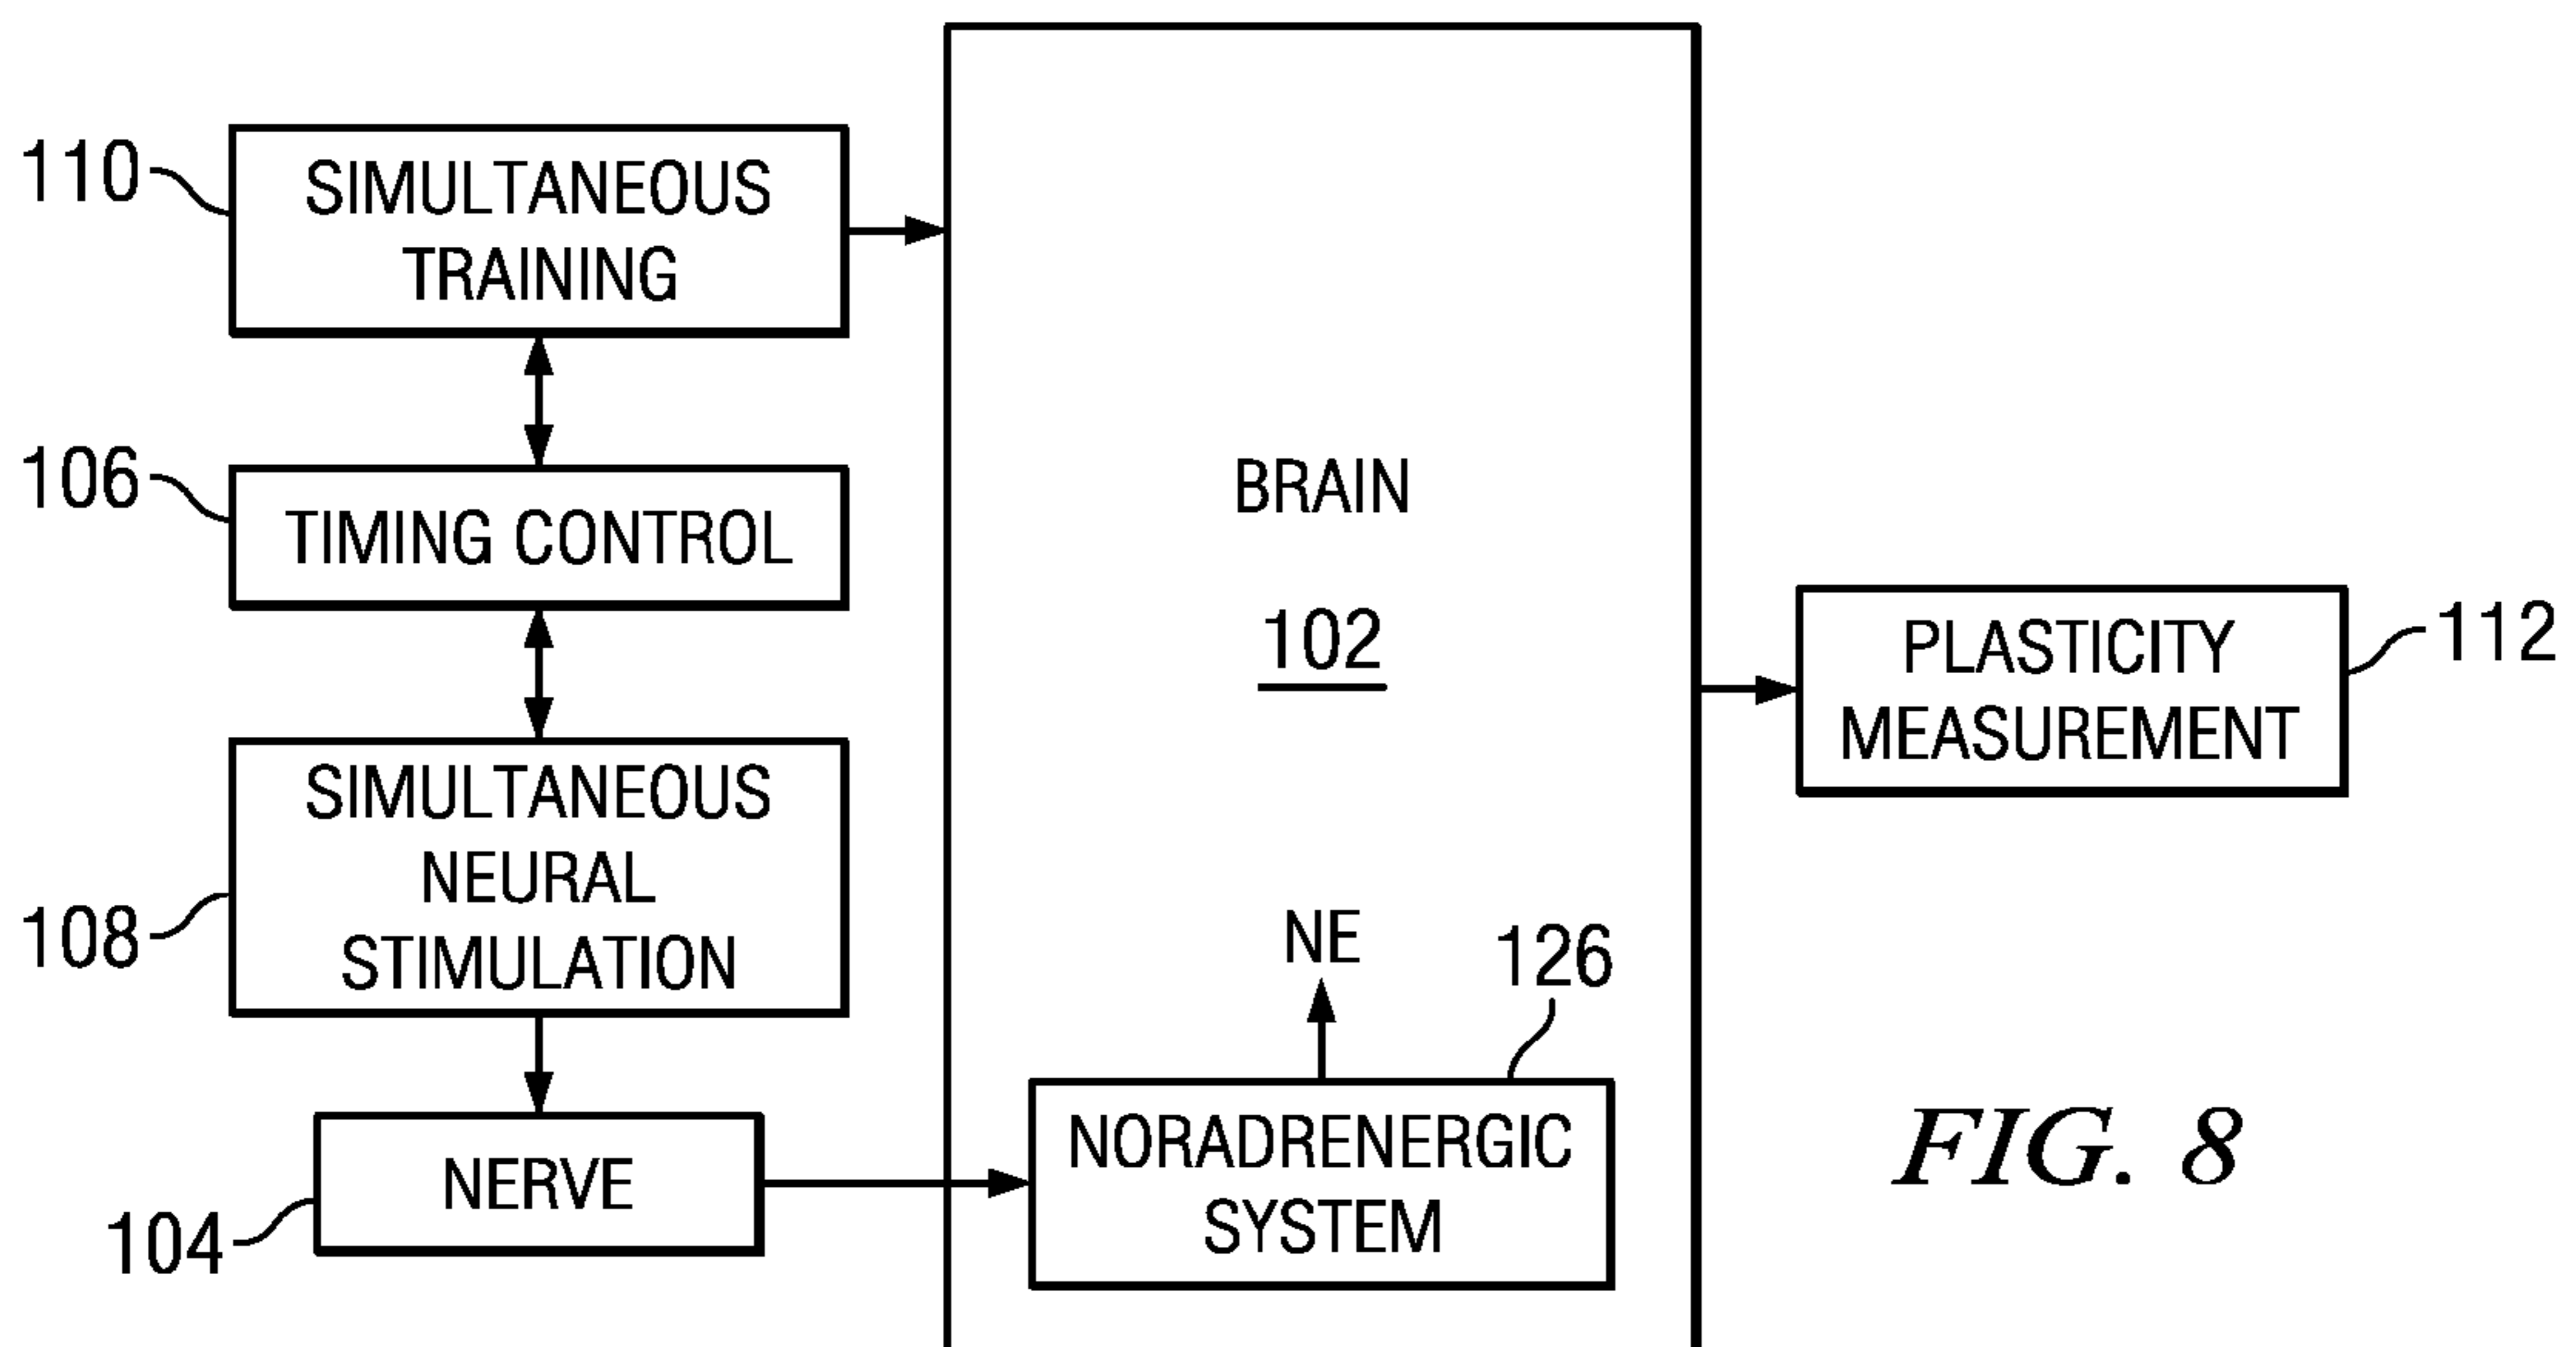 110
SIMULTANEOUS
TRAINING
106
TIMING CONTROL
108
SIMULTANEOUS
NEURAL
STIMULATION
104
NERVE
BRAIN
102
NE
126
NORADRENERGIC
SYSTEM
PLASTICITY
MEASUREMENT
112
FIG. 8